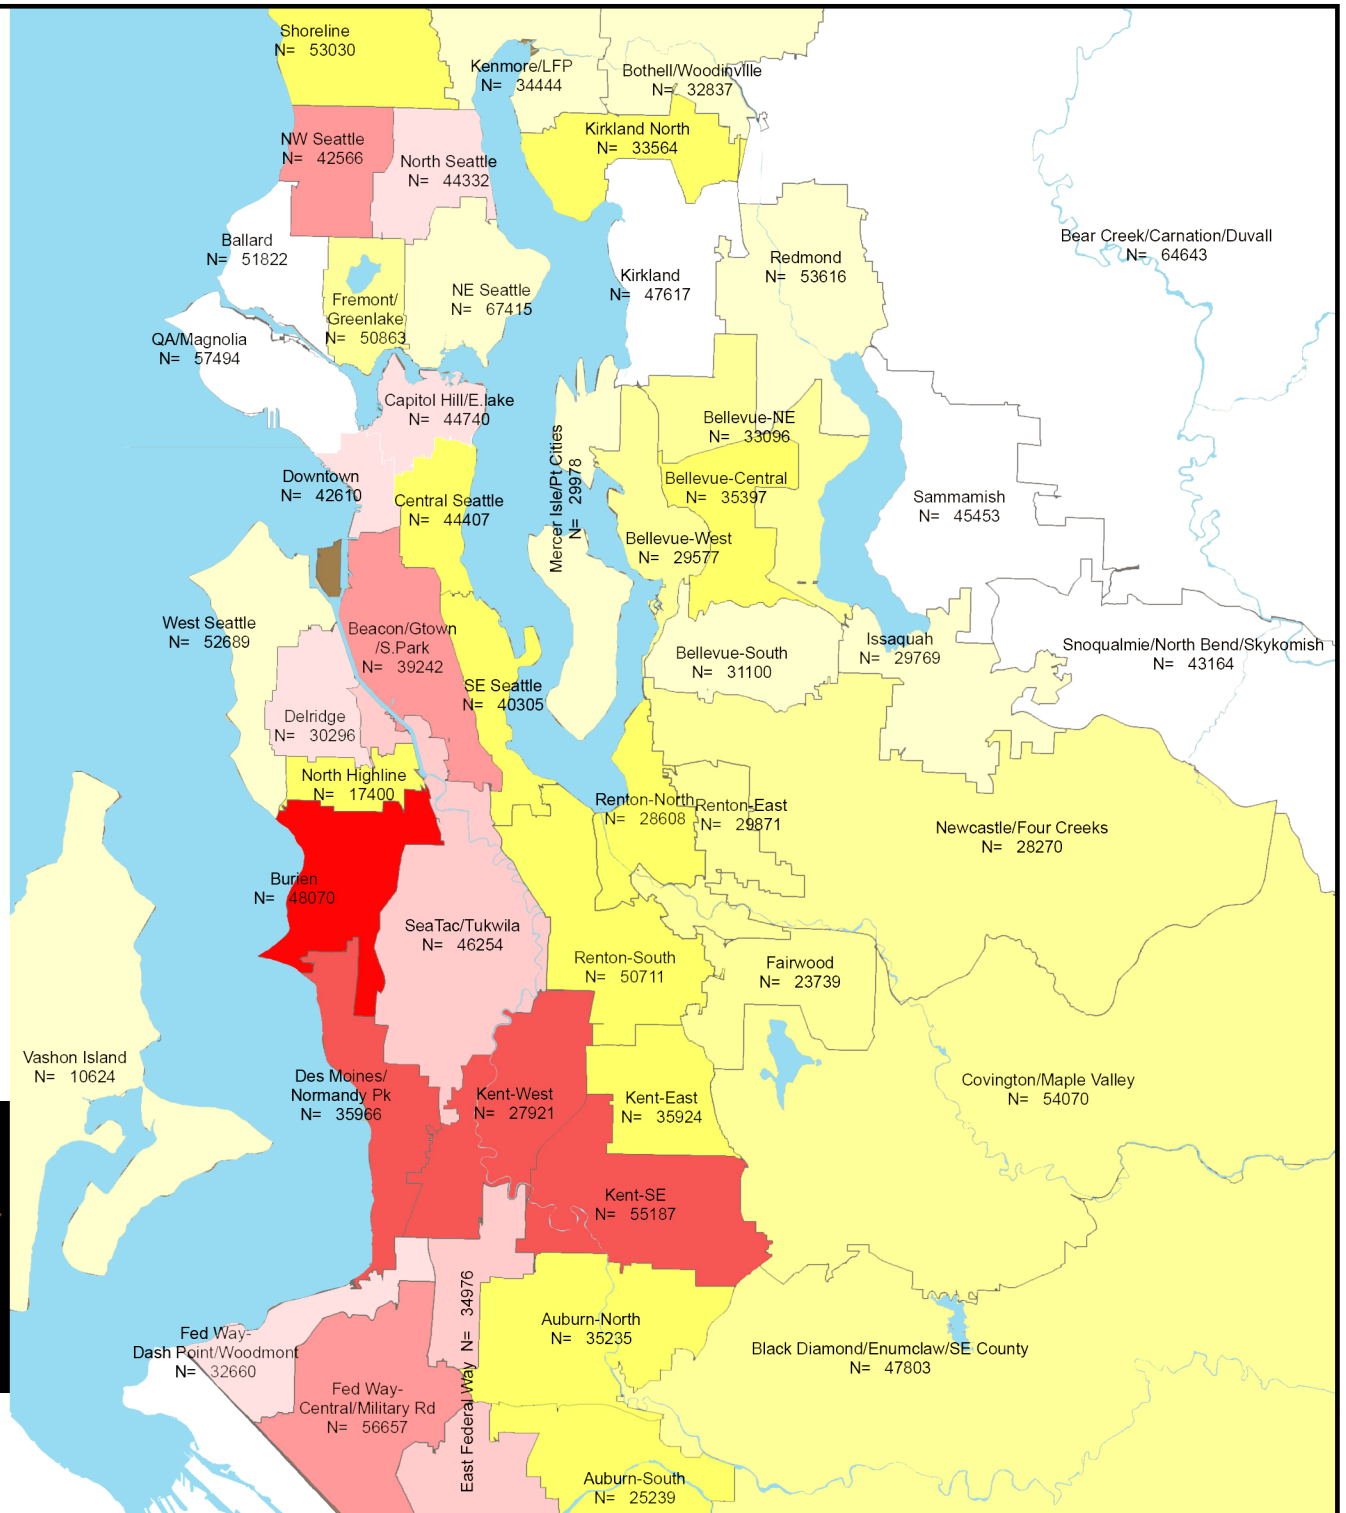 Shoreline
N= 53030
Kenmore/LFP
N= 34444
Bothell/Woodinville
N= 32837
NW Seattle
N= 42566
North Seattle
N= 44332
Kirkland North
N= 33564
Ballard
N= 51822
Bear Creek/Carnation/Duvall
N= 64643
Redmond
N= 53616
Kirkland
N= 47617
NE Seattle
N= 67415
Fremont/
Greenlake
N= 50863
QA/Magnolia
N= 57494
Capitol Hill/E.lake
N= 44740
Bellevue-NE
N= 33096
Downtown
N= 42610
Central Seattle
N= 44407
Mercer Isle/Pt Cities
N= 29978
Bellevue-Central
N= 35397
Sammamish
N= 45453
Bellevue-West
N= 29577
West Seattle
N= 52689
Beacon/Gtown
/S.Park
N= 39242
Bellevue-South
N= 31100
Issaquah
N= 29769
Snoqualmie/North Bend/Skykomish
N= 43164
SE Seattle
N= 40305
Delridge
N= 30296
North Highline
N= 17400
Renton-North
N= 28608
Renton-East
N= 29871
Newcastle/Four Creeks
N= 28270
Burien
N= 48070
SeaTac/Tukwila
N= 46254
Renton-South
N= 50711
Fairwood
N= 23739
Vashon Island
N= 10624
Des Moines/
Normandy Pk
N= 35966
Kent-West
N= 27921
Kent-East
N= 35924
Covington/Maple Valley
N= 54070
Kent-SE
N= 55187
East Federal Way N= 34976
Auburn-North
N= 35235
Fed Way-
Dash Point/Woodmont
N= 32660
Black Diamond/Enumclaw/SE County
N= 47803
Fed Way-
Central/Military Rd
N= 56657
Auburn-South
N= 25239